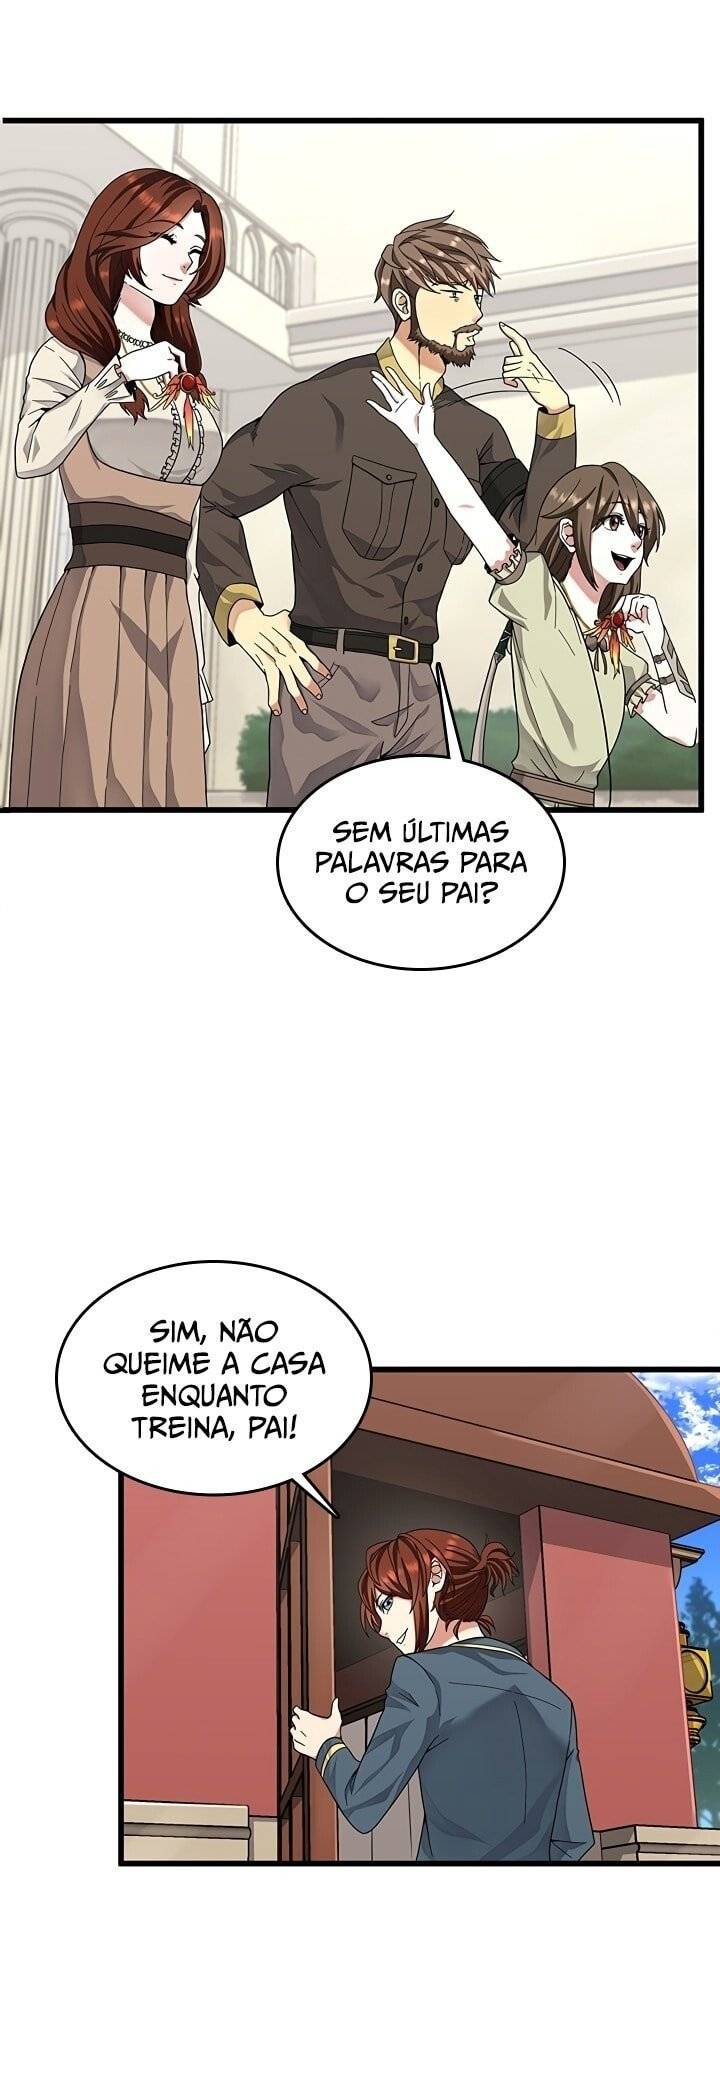 SEM ÚLTIMAS
PALAVRAS PARA
O SEU PAI?
SIM, NÃO
QUEIME A CASA
ENQUANTO
TREINA, PAI!